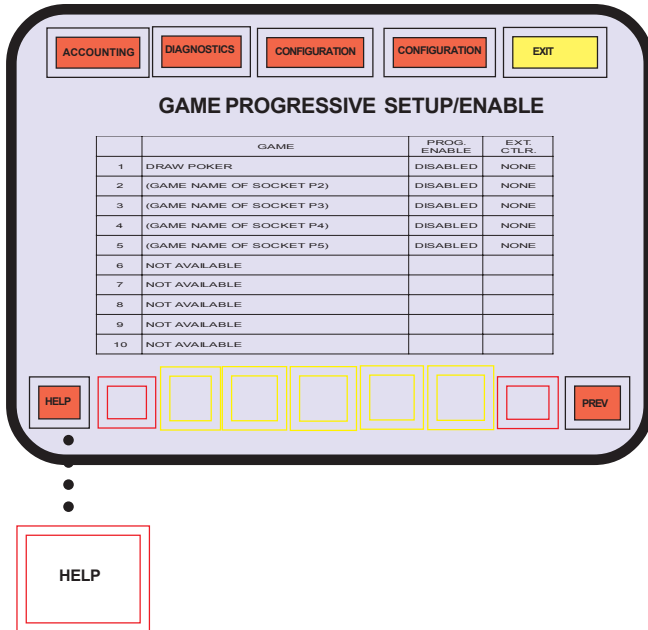 ACCOUNTING DIAGNOSTICS CONFIGURATION CONFIGURATION EXIT
GAME PROGRESSIVE SETUP/ENABLE
GAME PROG. ENABLE EXT. CTLR.
1 DRAW POKER DISABLED NONE
2 (GAME NAME OF SOCKET P2) DISABLED NONE
3 (GAME NAME OF SOCKET P3) DISABLED NONE
4 (GAME NAME OF SOCKET P4) DISABLED NONE
5 (GAME NAME OF SOCKET P5) DISABLED NONE
6 NOT AVAILABLE
7 NOT AVAILABLE
8 NOT AVAILABLE
9 NOT AVAILABLE
10 NOT AVAILABLE
HELP PREV
HELP